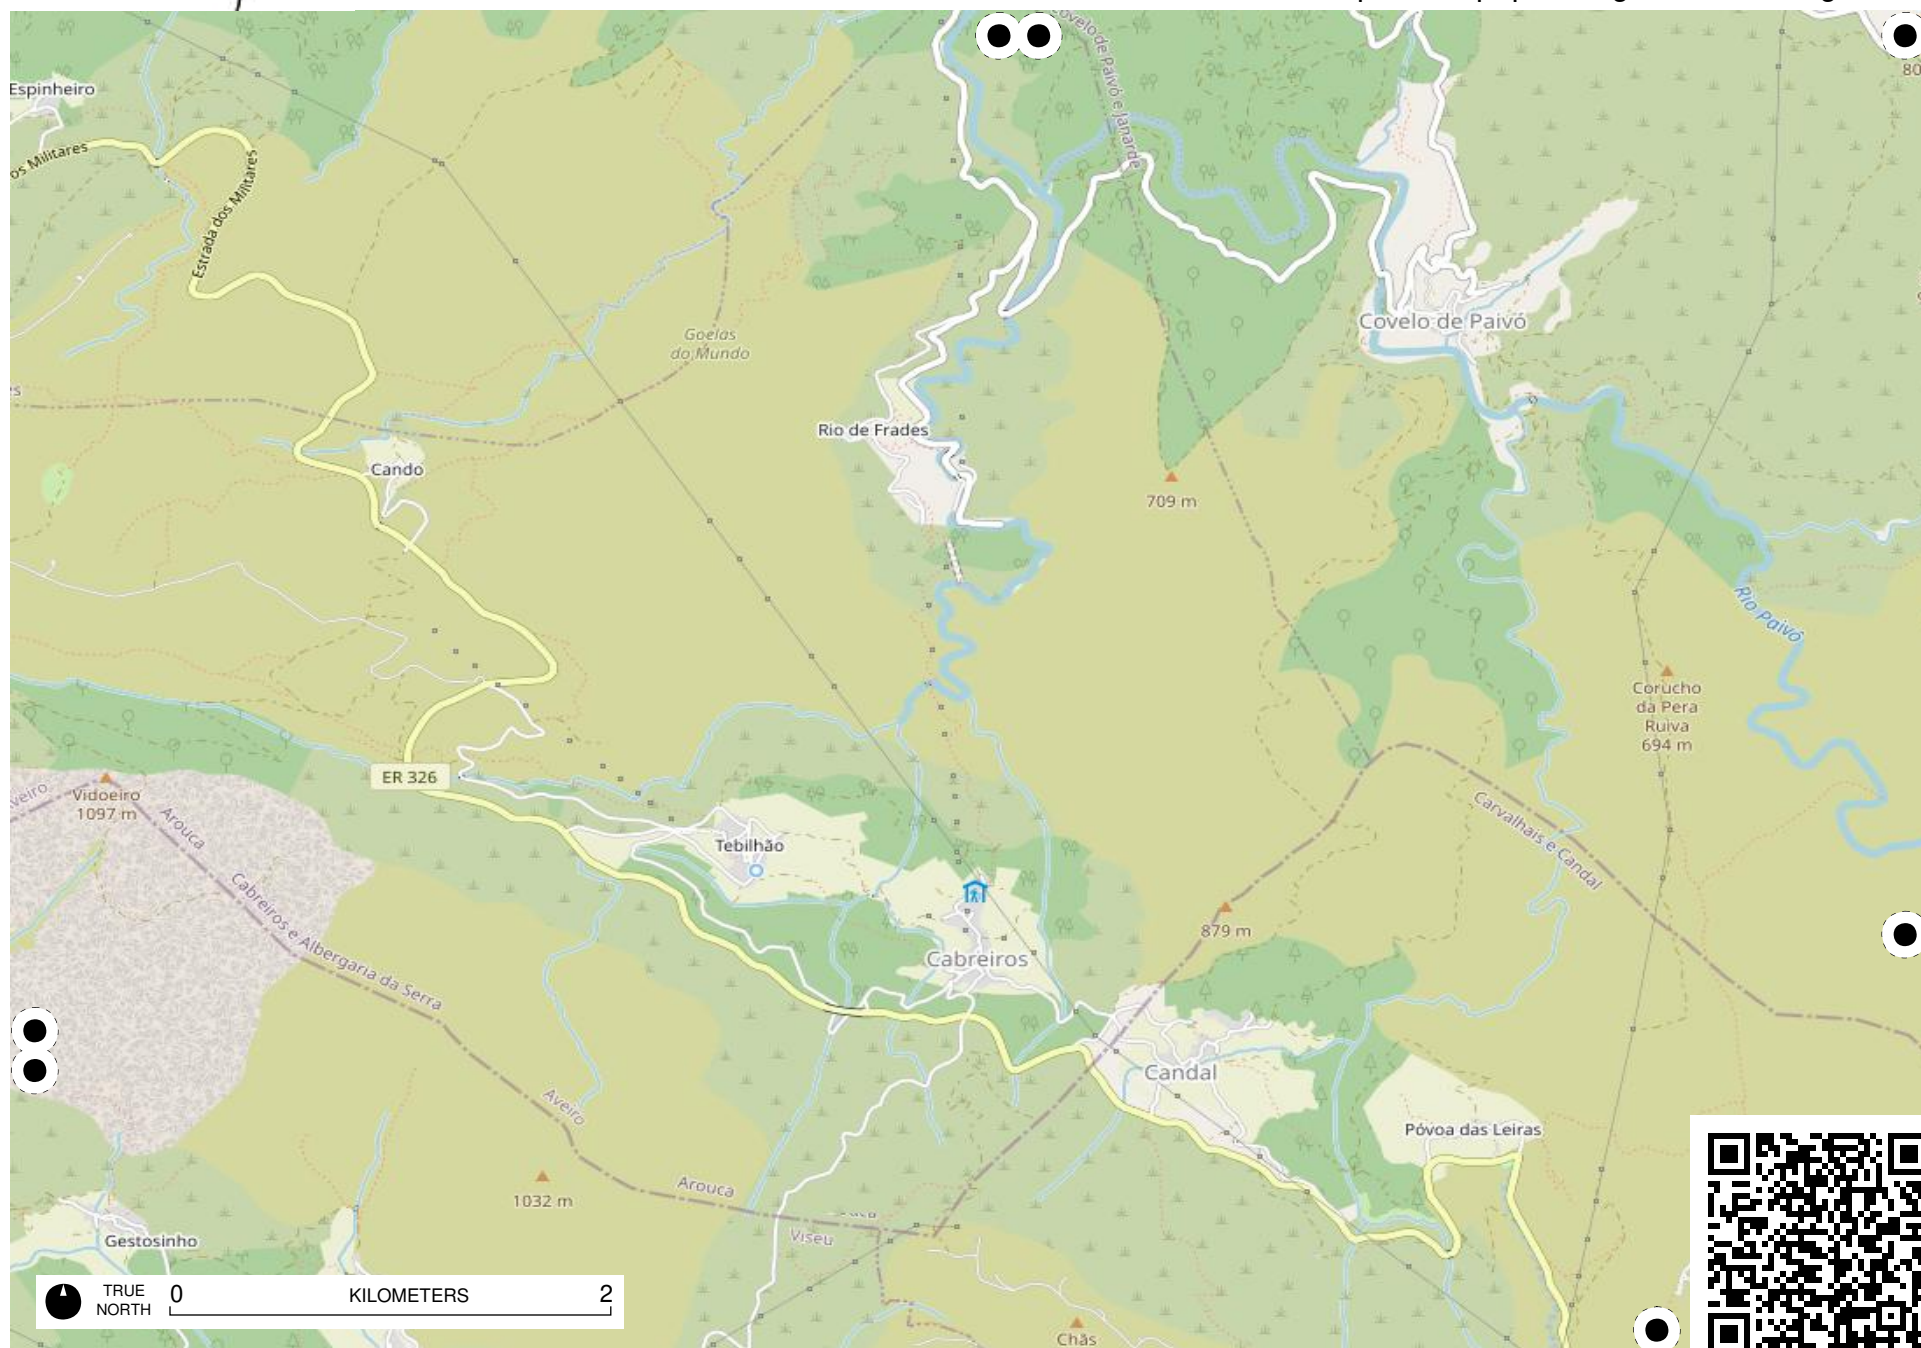 Espinheiro
os Militares
Estrada dos Militares
Covelo de Paivó e Janarde
80
Goelas
do Mundo
Covelo de Paivó
es
Rio de Frades
Cando
709 m
Rio Paivó
Corucho
da Pera
Ruiva
694 m
ER 326
Vidoeiro
1097 m
veiro
Arouca
Tebilhão
Carvalhais e Candal
Cabreiros e Albergaria da Serra
879 m
Cabreiros
Candal
Aveiro
Póvoa das Leiras
1032 m
Arouca
Viseu
Gestosinho
TRUE
NORTH
0 KILOMETERS 2
Chãs